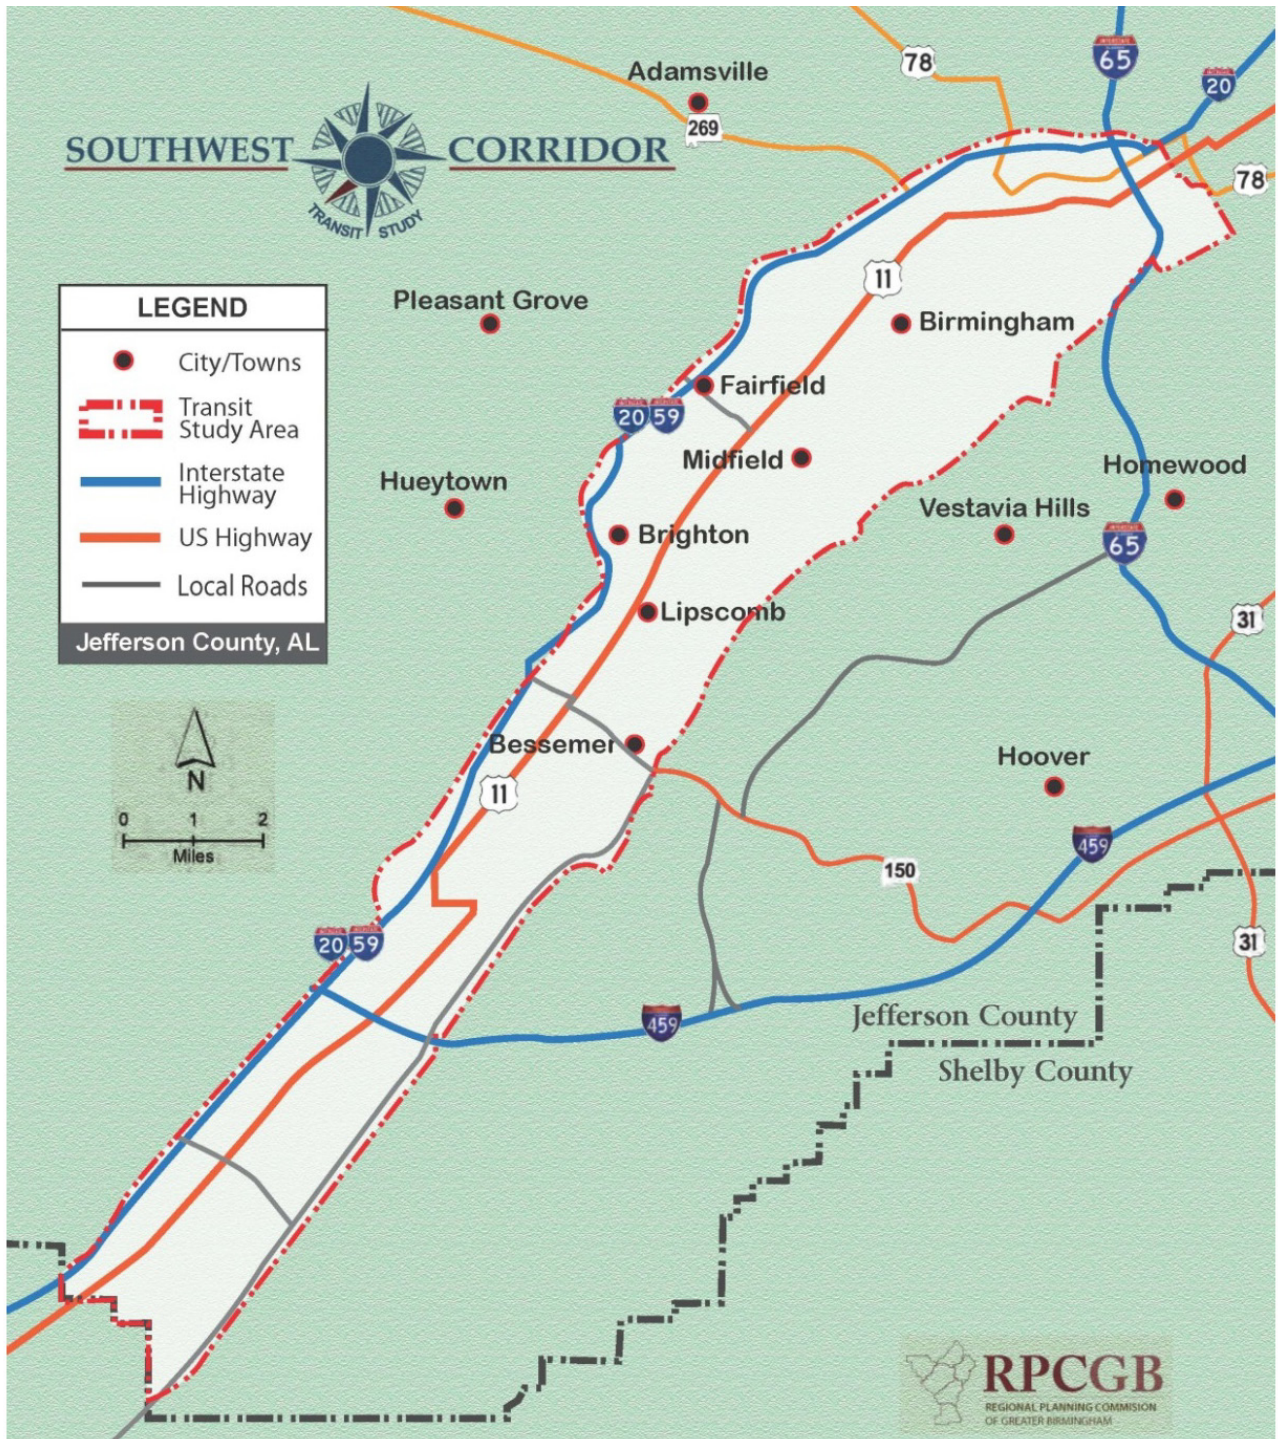 Adamsville
78
INTERSTATE
65
INTERSTATE
20
269
SOUTHWEST
CORRIDOR
TRANSIT STUDY
78
LEGEND
City/Towns
Transit
Study Area
Interstate
Highway
US Highway
Local Roads
Jefferson County, AL
Pleasant Grove
11
Birmingham
Fairfield
20 59
Midfield
Hueytown
Homewood
Vestavia Hills
Brighton
65
Lipscomb
31
N
0 1 2
Miles
Bessemer
Hoover
11
459
150
20 59
31
459
Jefferson County
Shelby County
RPCGB
REGIONAL PLANNING COMMISION
OF GREATER BIRMINGHAM